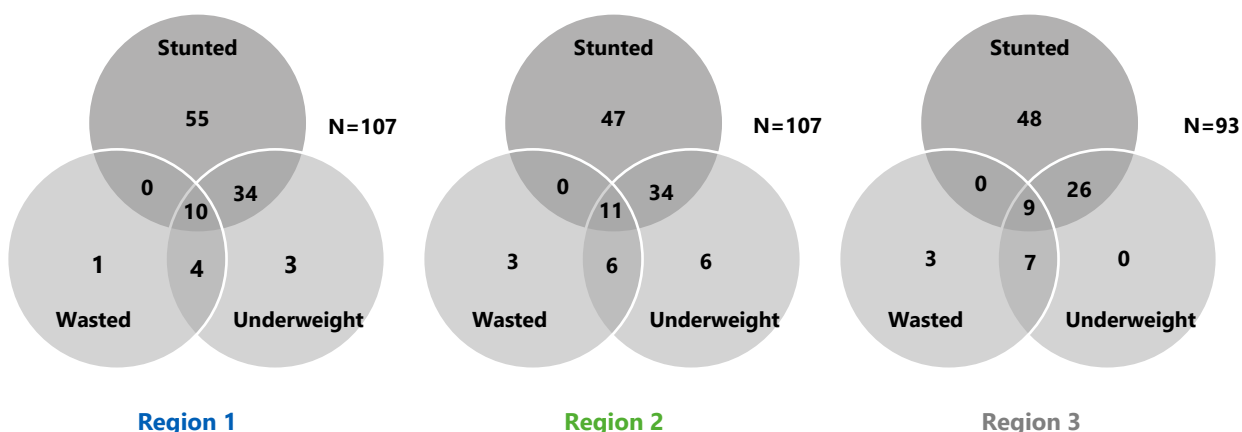 Stunted
55
N=107
0
34
10
1
4
3
Wasted
Underweight
Region 1
Stunted
47
N=107
0
34
11
3
6
6
Wasted
Underweight
Region 2
Stunted
48
N=93
0
26
9
3
7
0
Wasted
Underweight
Region 3